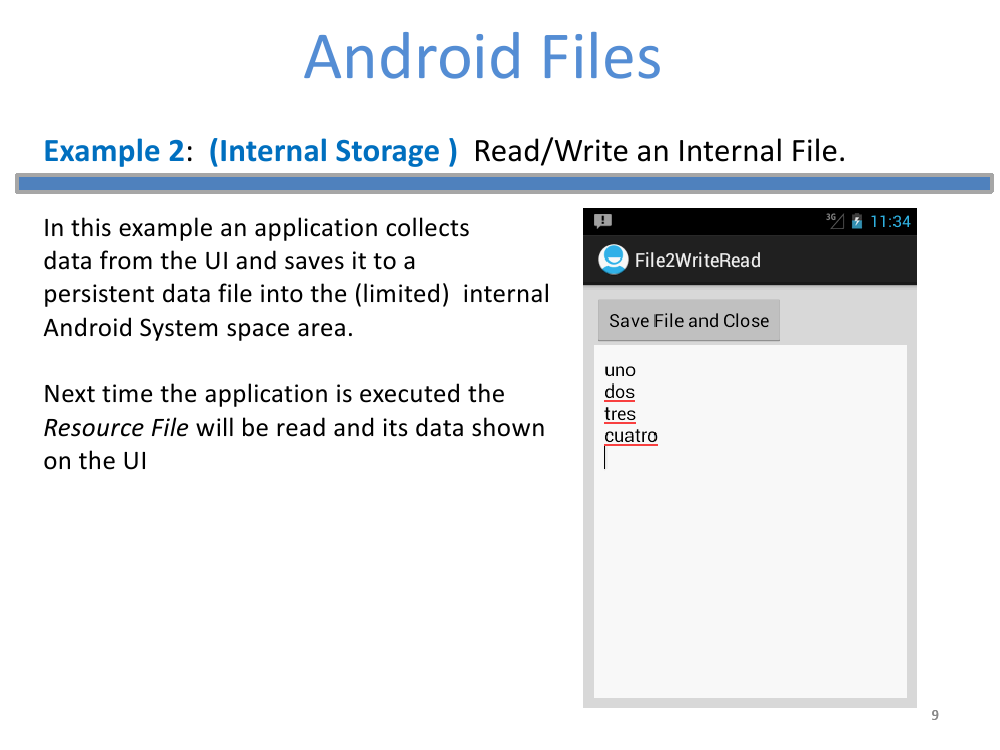 Android Files
Example 2: (Internal Storage ) Read/Write an Internal File.
In this example an application collects
data from the UI and saves it to a
persistent data file into the (limited) internal
Android System space area.
Next time the application is executed the
Resource File will be read and its data shown
on the UI
3G 11:34
File2WriteRead
Save File and Close
uno
dos
tres
cuatro
9